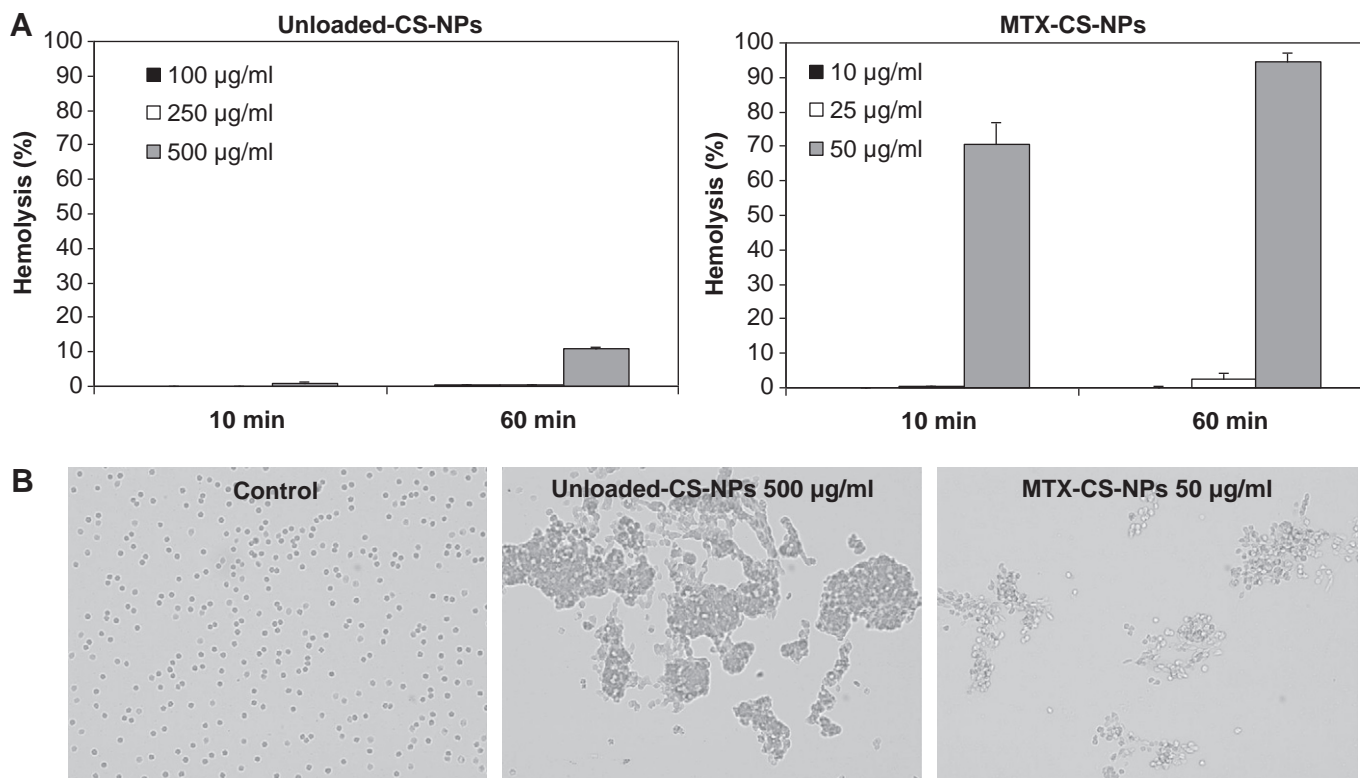 A
Unloaded-CS-NPs
100
90
80
70
60
50
40
30
20
10
0
Hemolysis (%)
100 µg/ml
250 µg/ml
500 µg/ml
10 min
60 min
MTX-CS-NPs
100
90
80
70
60
50
40
30
20
10
0
Hemolysis (%)
10 µg/ml
25 µg/ml
50 µg/ml
10 min
60 min
B
Control
Unloaded-CS-NPs 500 µg/ml
MTX-CS-NPs 50 µg/ml